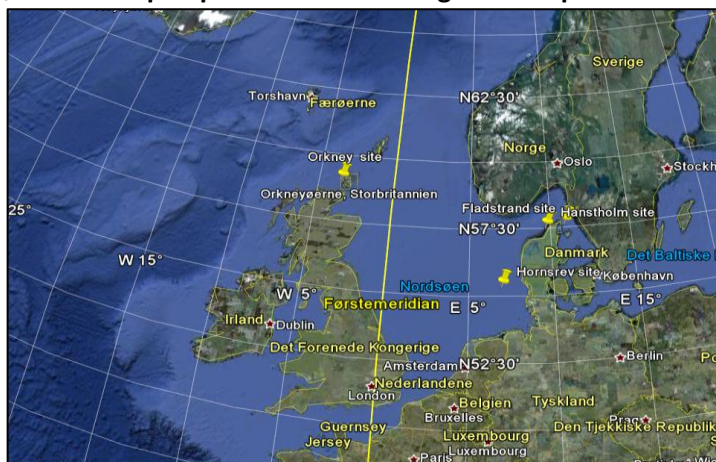 Sverige
Torshavn
Færøerne
N62°30'
Norge
Oslo
Stockh
Orkney site
Orkneyøerne, Storbritannien
25°
Fladstrand site
Hanstholm site
N57°30'
Danmark
Det Baltiske
W 15°
Nordsøen
Hornsrev site
København
W 5°
Førstemeridian
E 5°
E 15°
Irland
Dublin
Det Forenede Kongerige
Amsterdam
N52°30'
Berlin
Po
Nederlandene
London
Belgien
Tyskland
Bruxelles
Prag
Guernsey
Den Tjekkiske Republik
Jersey
Luxembourg
Luxembourg
Paris